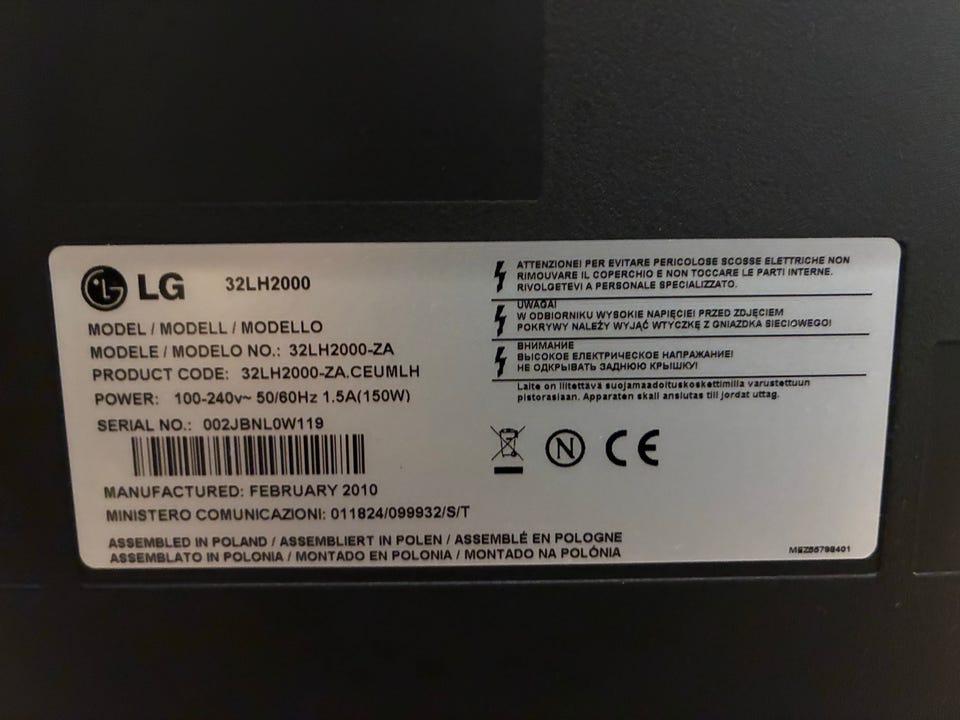 LG 32LH2000
MODEL / MODELL / MODELLO
MODELE / MODELO NO.: 32LH2000-ZA
PRODUCT CODE: 32LH2000-ZA.CEUMLH
POWER: 100-240v~ 50/60Hz 1.5A(150W)
SERIAL NO.: 002JBNL0W119
MANUFACTURED: FEBRUARY 2010
MINISTERO COMUNICAZIONI: 011824/099932/S/T
ASSEMBLED IN POLAND / ASSEMBLIERT IN POLEN / ASSEMBLÉ EN POLOGNE
ASSEMBLATO IN POLONIA / MONTADO EN POLONIA / MONTADO NA POLÓNIA
ATTENZIONE! PER EVITARE PERICOLOSE SCOSSE ELETTRICHE NON
RIMOUVARE IL COPERCHIO E NON TOCCARE LE PARTI INTERNE.
RIVOLGETEVI A PERSONALE SPECIALIZZATO.
UWAGA!
W ODBIORNIKU WYSOKIE NAPIĘCIE! PRZED ZDJĘCIEM
POKRYWY NALEŻY WYJĄĆ WTYCZKĘ Z GNIAZDKA SIECIOWEGO!
ВНИМАНИЕ
ВЫСОКОЕ ЕЛЕКТРИЧЕСКОЕ НАПРАЖАНИЕ!
НЕ ОДКРЫВАТЬ ЗАДНЮЮ КРЫШКУ!
Laite on liitettävä suojamaadoituskoskettimilla varustettuun
pistorasiaan. Apparaten skall anslutas till jordat uttag.
N CE
MEZ55798401